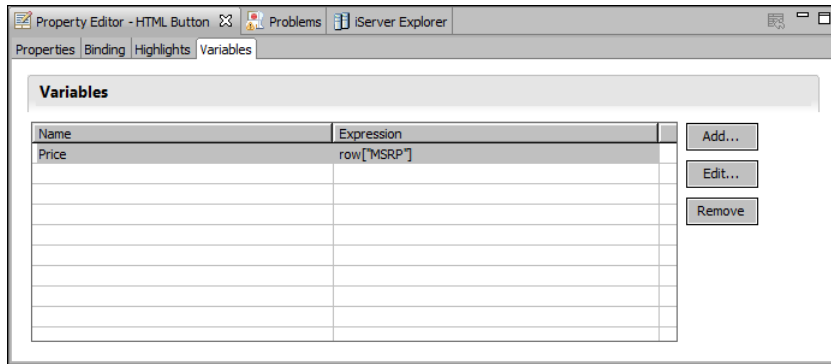 Property Editor - HTML Button Problems iServer Explorer
Properties Binding Highlights Variables
Variables
Name Expression
Price row["MSRP"]
Add...
Edit...
Remove